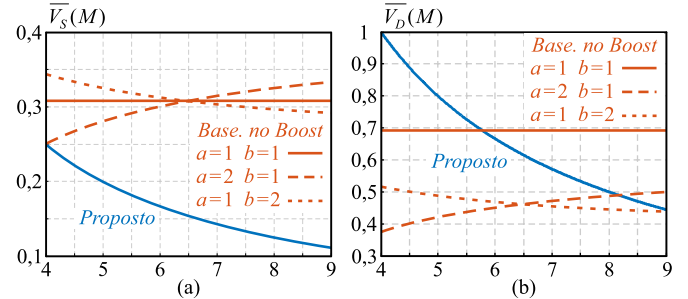 V_S(M)
0,4
0,3
0,2
0,1
Base. no Boost
a=1 b=1
a=2 b=1
a=1 b=2
Proposto
4 5 6 7 8 9
(a)
V_D(M)
1
0,9
0,8
0,7
0,6
0,5
0,4
0,3
Base. no Boost
a=1 b=1
a=2 b=1
a=1 b=2
Proposto
4 5 6 7 8 9
(b)